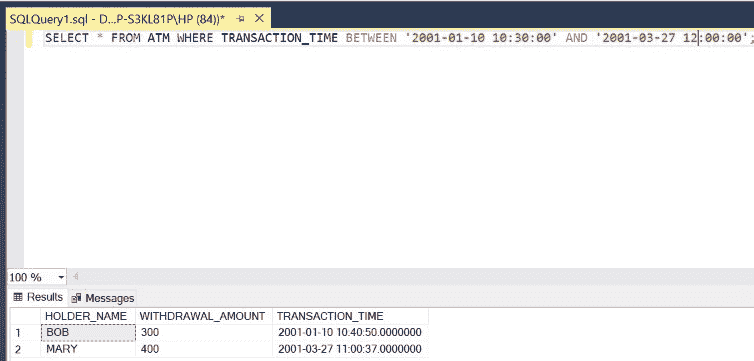 SQLQuery1.sql - D...P-S3KL81P\HP (84))*
SELECT * FROM ATM WHERE TRANSACTION_TIME BETWEEN '2001-01-10 10:30:00' AND '2001-03-27 12:00:00';
100 %
Results Messages
HOLDER_NAME WITHDRAWAL_AMOUNT TRANSACTION_TIME
1 BOB 300 2001-01-10 10:40:50.0000000
2 MARY 400 2001-03-27 11:00:37.0000000